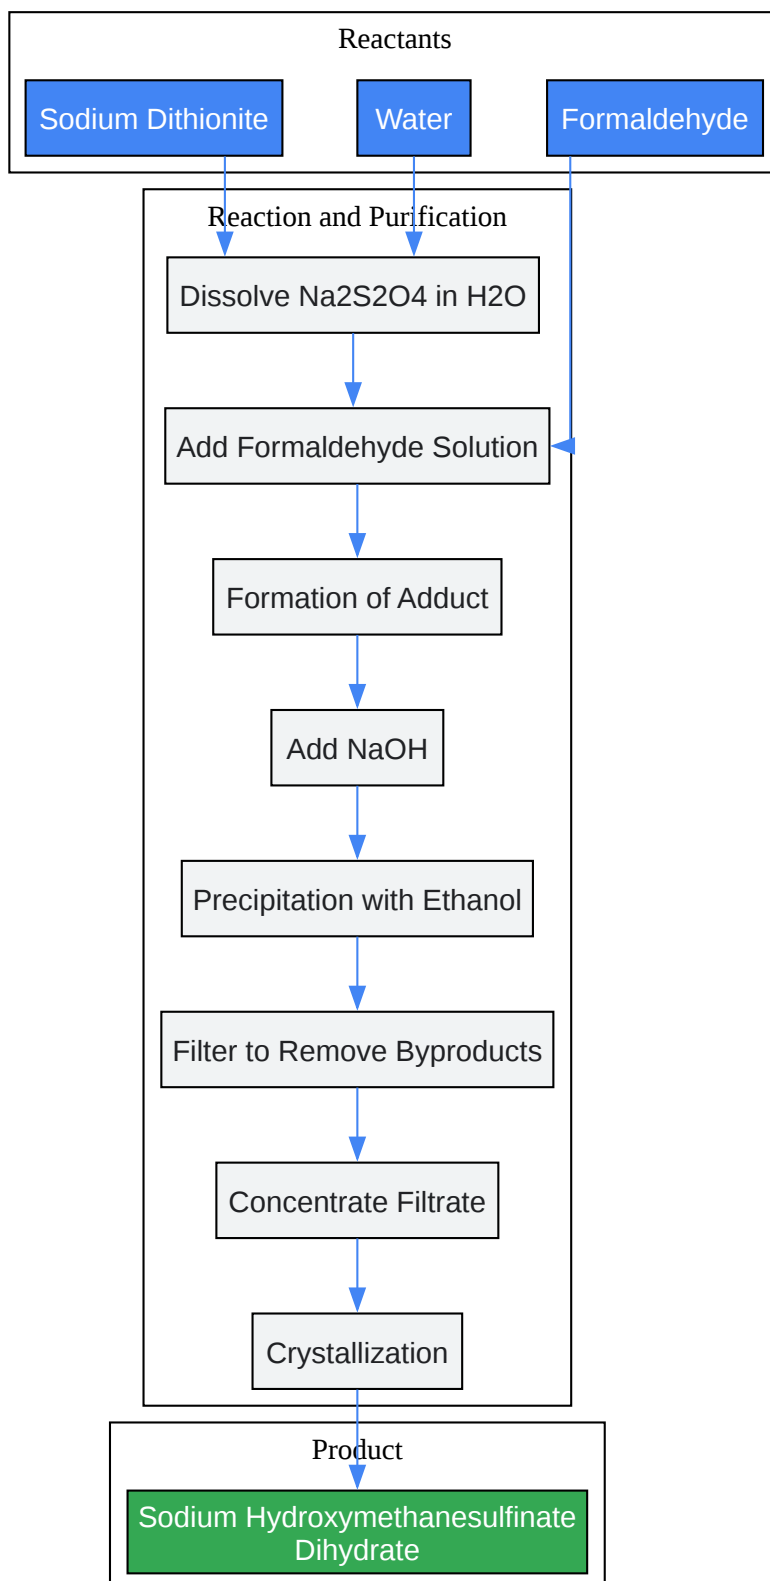 Reactants
Sodium Dithionite
Water
Formaldehyde
Reaction and Purification
Dissolve Na2S2O4 in H2O
Add Formaldehyde Solution
Formation of Adduct
Add NaOH
Precipitation with Ethanol
Filter to Remove Byproducts
Concentrate Filtrate
Crystallization
Product
Sodium Hydroxymethanesulfinate
Dihydrate